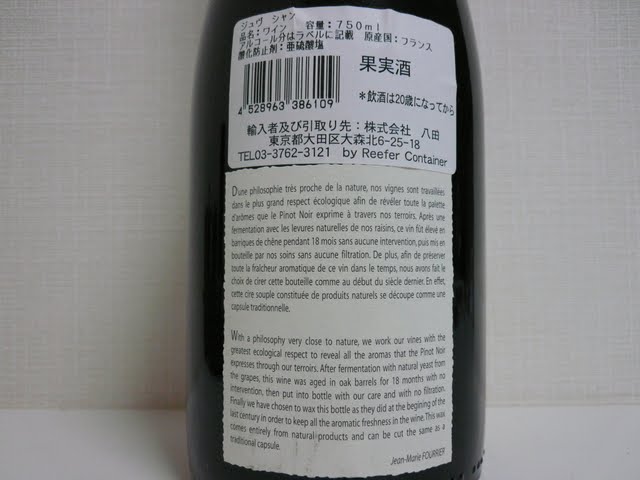 ジュヴ シャン
品名：ワイン 容量：750ml
アルコール分はラベルに記載 原産国：フランス
酸化防止剤：亜硫酸塩
果実酒
4 528963 386109
＊飲酒は20歳になってから
輸入者及び引取り先：株式会社 八田
東京都大田区大森北6-25-18
TEL03-3762-3121 by Reefer Container
D'une philosophie très proche de la nature, nos vignes sont travaillées
dans le plus grand respect écologique afin de révéler toute la palette
d'arômes que le Pinot Noir exprime à travers nos terroirs. Après une
fermentation avec les levures naturelles de nos raisins, ce vin fût élevé en
barriques de chêne pendant 18 mois sans aucune intervention, puis mis en
bouteille par nos soins sans aucune filtration. De plus, afin de préserver
toute la fraîcheur aromatique de ce vin dans le temps, nous avons fait le
choix de cirer cette bouteille comme au début du siècle dernier. En effet,
cette cire souple constituée de produits naturels se découpe comme une
capsule traditionnelle.
With a philosophy very close to nature, we work our vines with the
greatest ecological respect to reveal all the aromas that the Pinot Noir
expresses through our terroirs. After fermentation with natural yeast from
the grapes, this wine was aged in oak barrels for 18 months with no
intervention, then put into bottle with our care and with no filtration.
Finally we have chosen to wax this bottle as they did at the begining of the
last century in order to keep all the aromatic freshness in the wine. This wax
comes entirely from natural products and can be cut the same as a
traditional capsule.
Jean-Marie FOURRIER